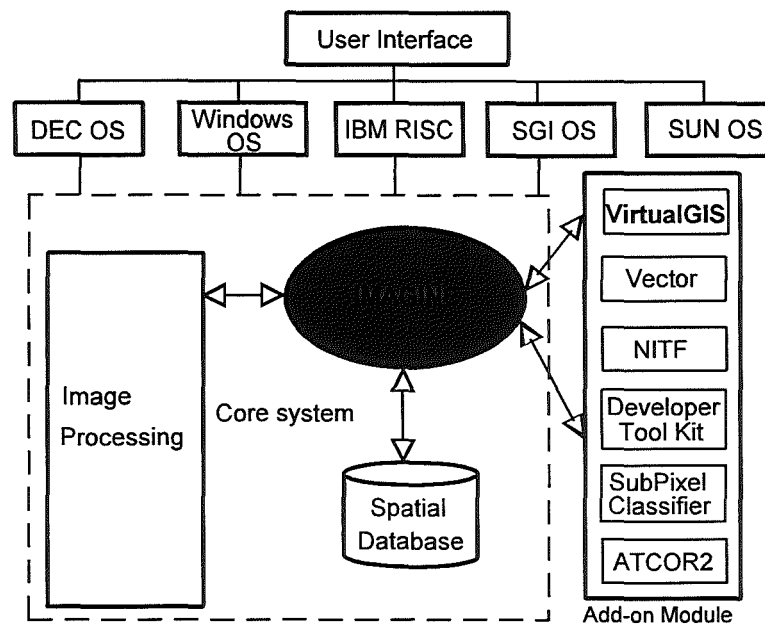 User Interface
DEC OS
Windows
OS
IBM RISC
SGI OS
SUN OS
VirtualGIS
Vector
NITF
Developer
Tool Kit
SubPixel
Classifier
ATCOR2
Add-on Module
Image
Processing
Core system
Spatial
Database